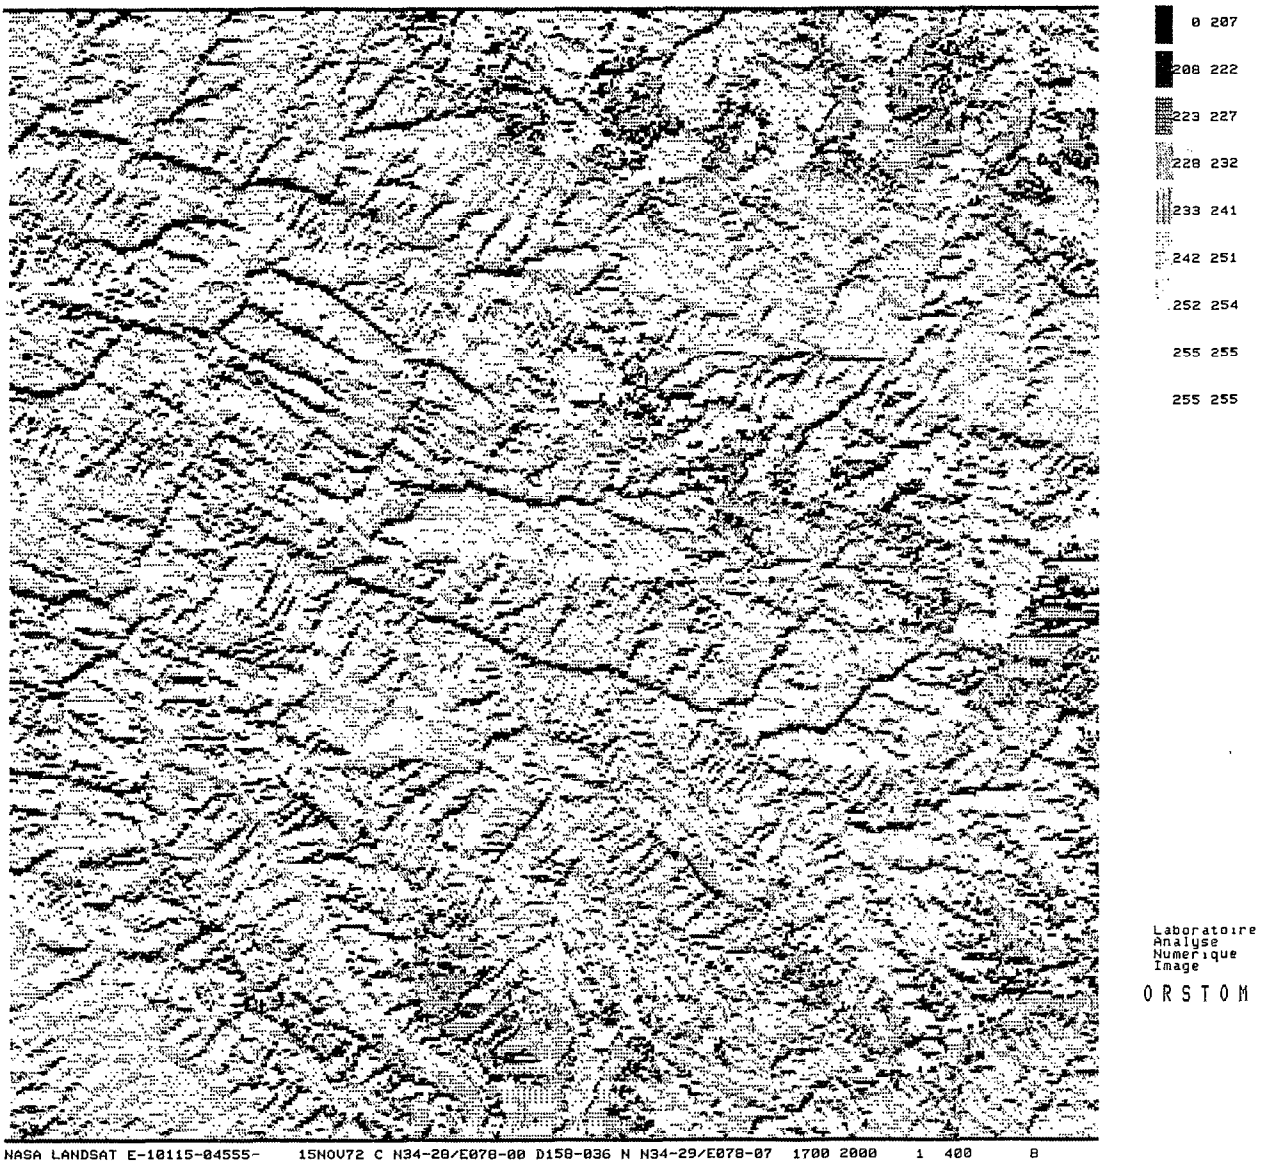 0 207
208 222
223 227
228 232
233 241
242 251
252 254
255 255
255 255
Laboratoire
Analyse
Numerique
Image
ORSTOM
NASA LANDSAT E-10115-04555- 15NOV72 C N34-28/E078-00 D158-036 N N34-29/E078-07 1700 2000 1 400 8